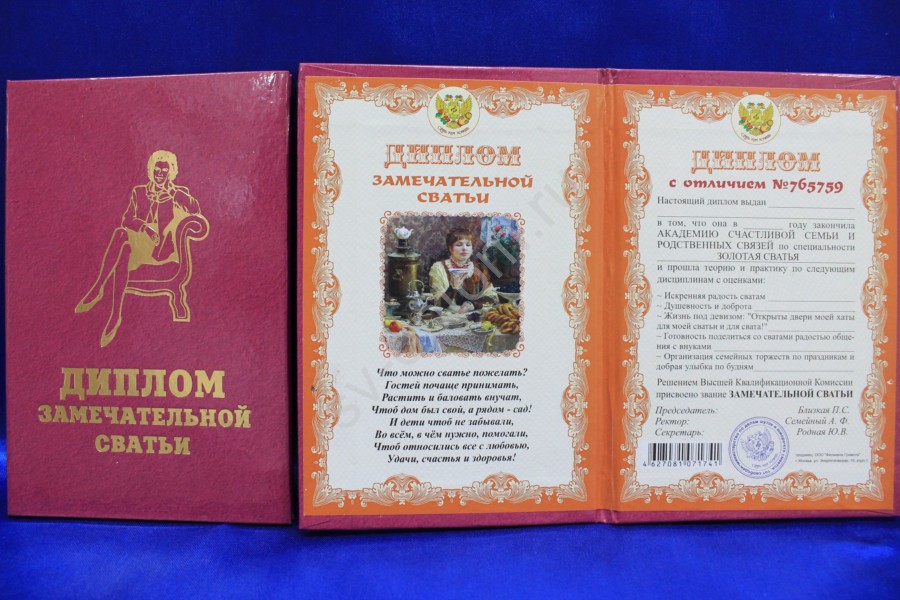 ДИПЛОМ
ЗАМЕЧАТЕЛЬНОЙ
СВАТЬИ
ДИПЛОМ
ЗАМЕЧАТЕЛЬНОЙ
СВАТЬИ
Что можно сватье пожелать?
Гостей почаще принимать,
Растить и баловать внучат,
Чтоб дом был свой, а рядом - сад!
И дети чтоб не забывали,
Во всём, в чём нужно, помогали,
Чтоб относились все с любовью,
Удачи, счастья и здоровья!
ДИПЛОМ
с отличием №765759
Настоящий диплом выдан
в том, что она в году закончила
АКАДЕМИЮ СЧАСТЛИВОЙ СЕМЬИ И
РОДСТВЕННЫХ СВЯЗЕЙ по специальности
ЗОЛОТАЯ СВАТЬЯ
и прошла теорию и практику по следующим
дисциплинам с оценками:
~ Искренняя радость сватам
~ Душевность и доброта
~ Жизнь под девизом: "Открыты двери моей хаты
для моей сватьи и для свата!"
~ Готовность поделиться со сватами радостью обще-
ния с внуками
~ Организация семейных торжеств по праздникам и
добрая улыбка по будням
Решением Высшей Квалификационной Комиссии
присвоено звание ЗАМЕЧАТЕЛЬНОЙ СВАТЬИ
Председатель: Близкая П.С.
Ректор: Семейный А. Ф.
Секретарь: Родная Ю.В.
4627081071741